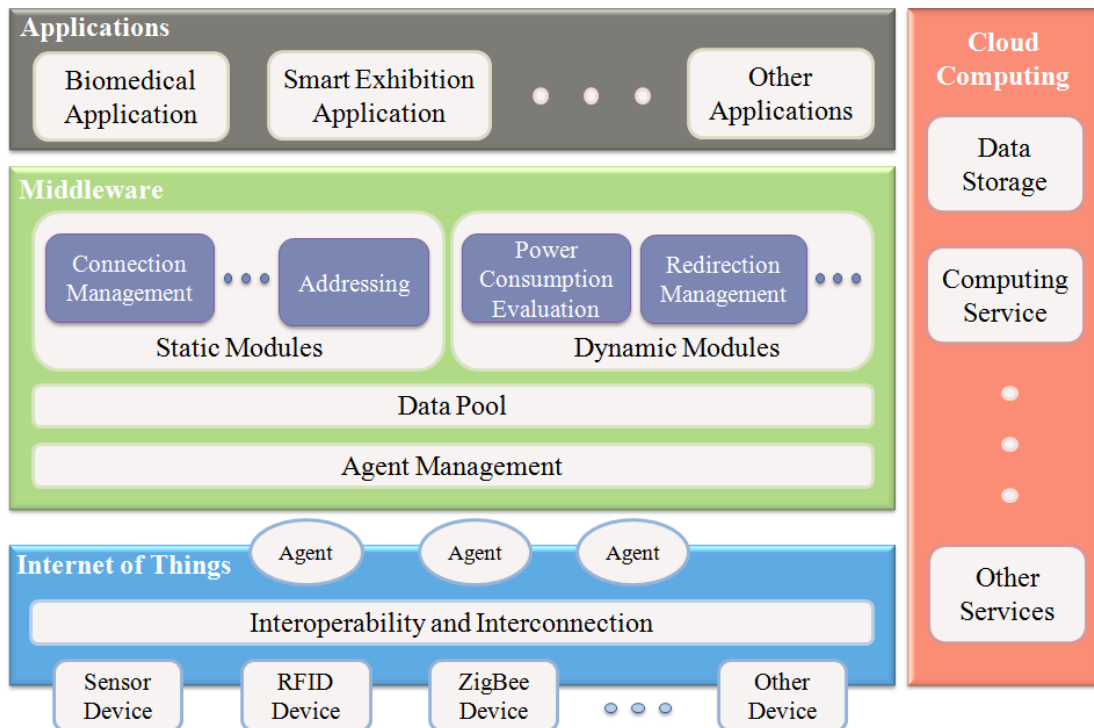 Applications
Biomedical
Application
Smart Exhibition
Application
Other
Applications
Middleware
Connection
Management
Addressing
Static Modules
Power
Consumption
Evaluation
Redirection
Management
Dynamic Modules
Data Pool
Agent Management
Agent
Agent
Agent
Internet of Things
Interoperability and Interconnection
Sensor
Device
RFID
Device
ZigBee
Device
Other
Device
Cloud
Computing
Data
Storage
Computing
Service
Other
Services